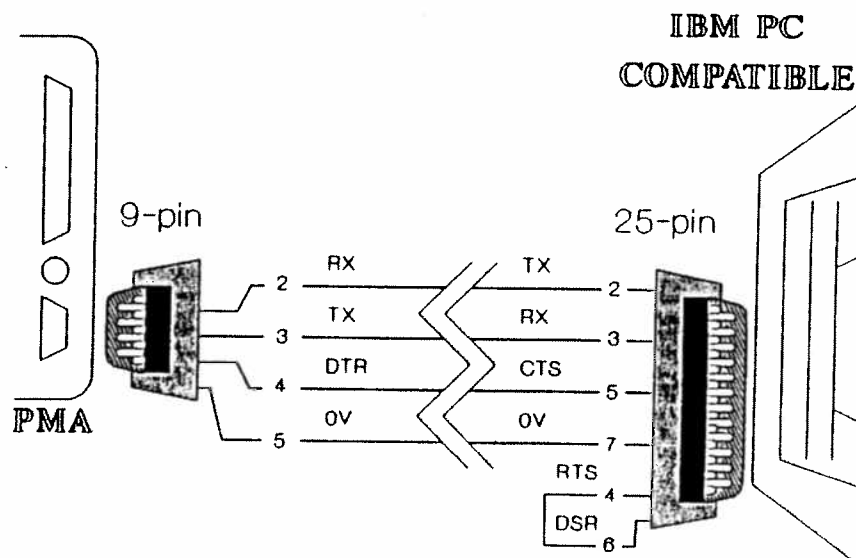 IBM PC
COMPATIBLE
9-pin
25-pin
RX
TX
2
2
TX
RX
3
3
DTR
CTS
4
5
0V
0V
5
7
PMA
RTS
4
DSR
6